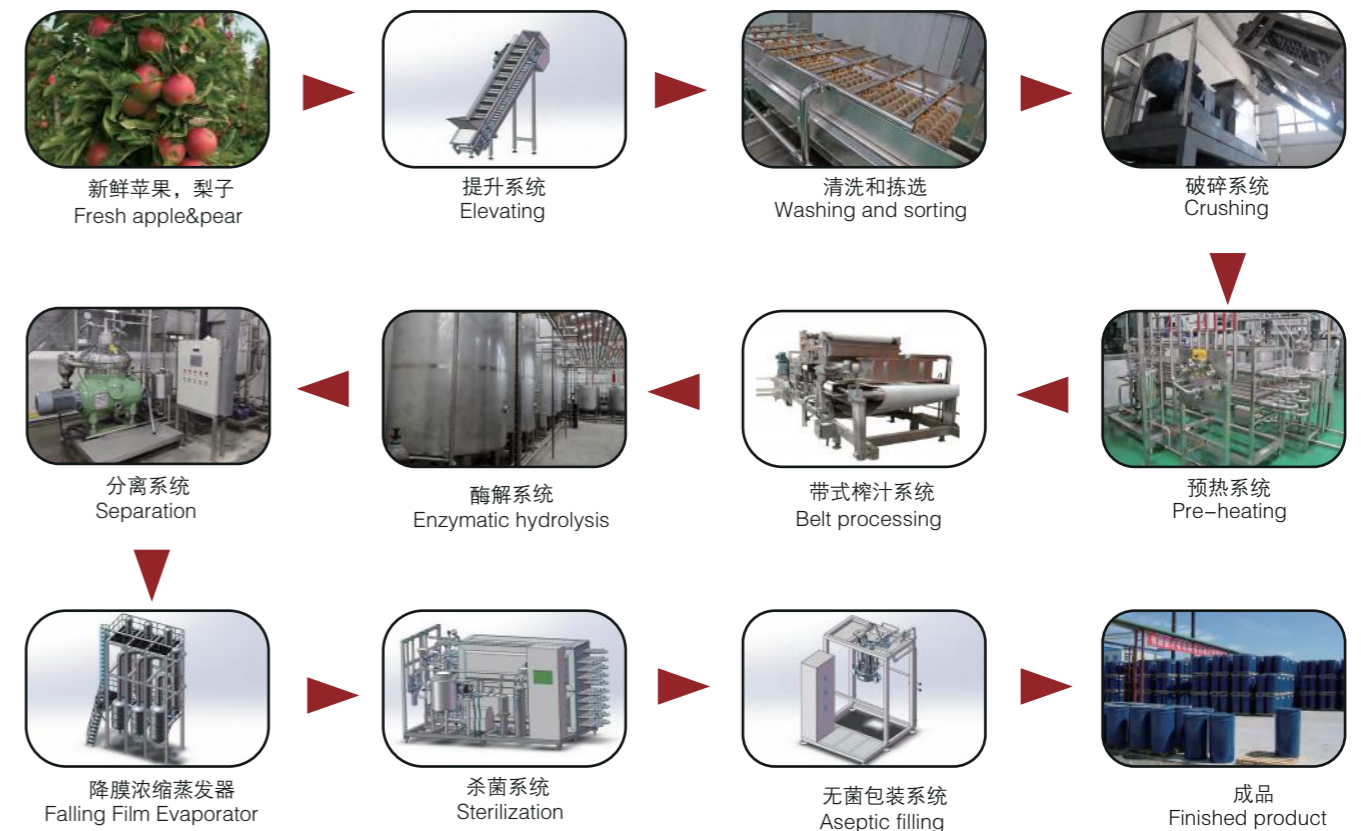 新鲜苹果，梨子
Fresh apple&pear
提升系统
Elevating
清洗和拣选
Washing and sorting
破碎系统
Crushing
分离系统
Separation
酶解系统
Enzymatic hydrolysis
带式榨汁系统
Belt processing
预热系统
Pre-heating
降膜浓缩蒸发器
Falling Film Evaporator
杀菌系统
Sterilization
无菌包装系统
Aseptic filling
成品
Finished product